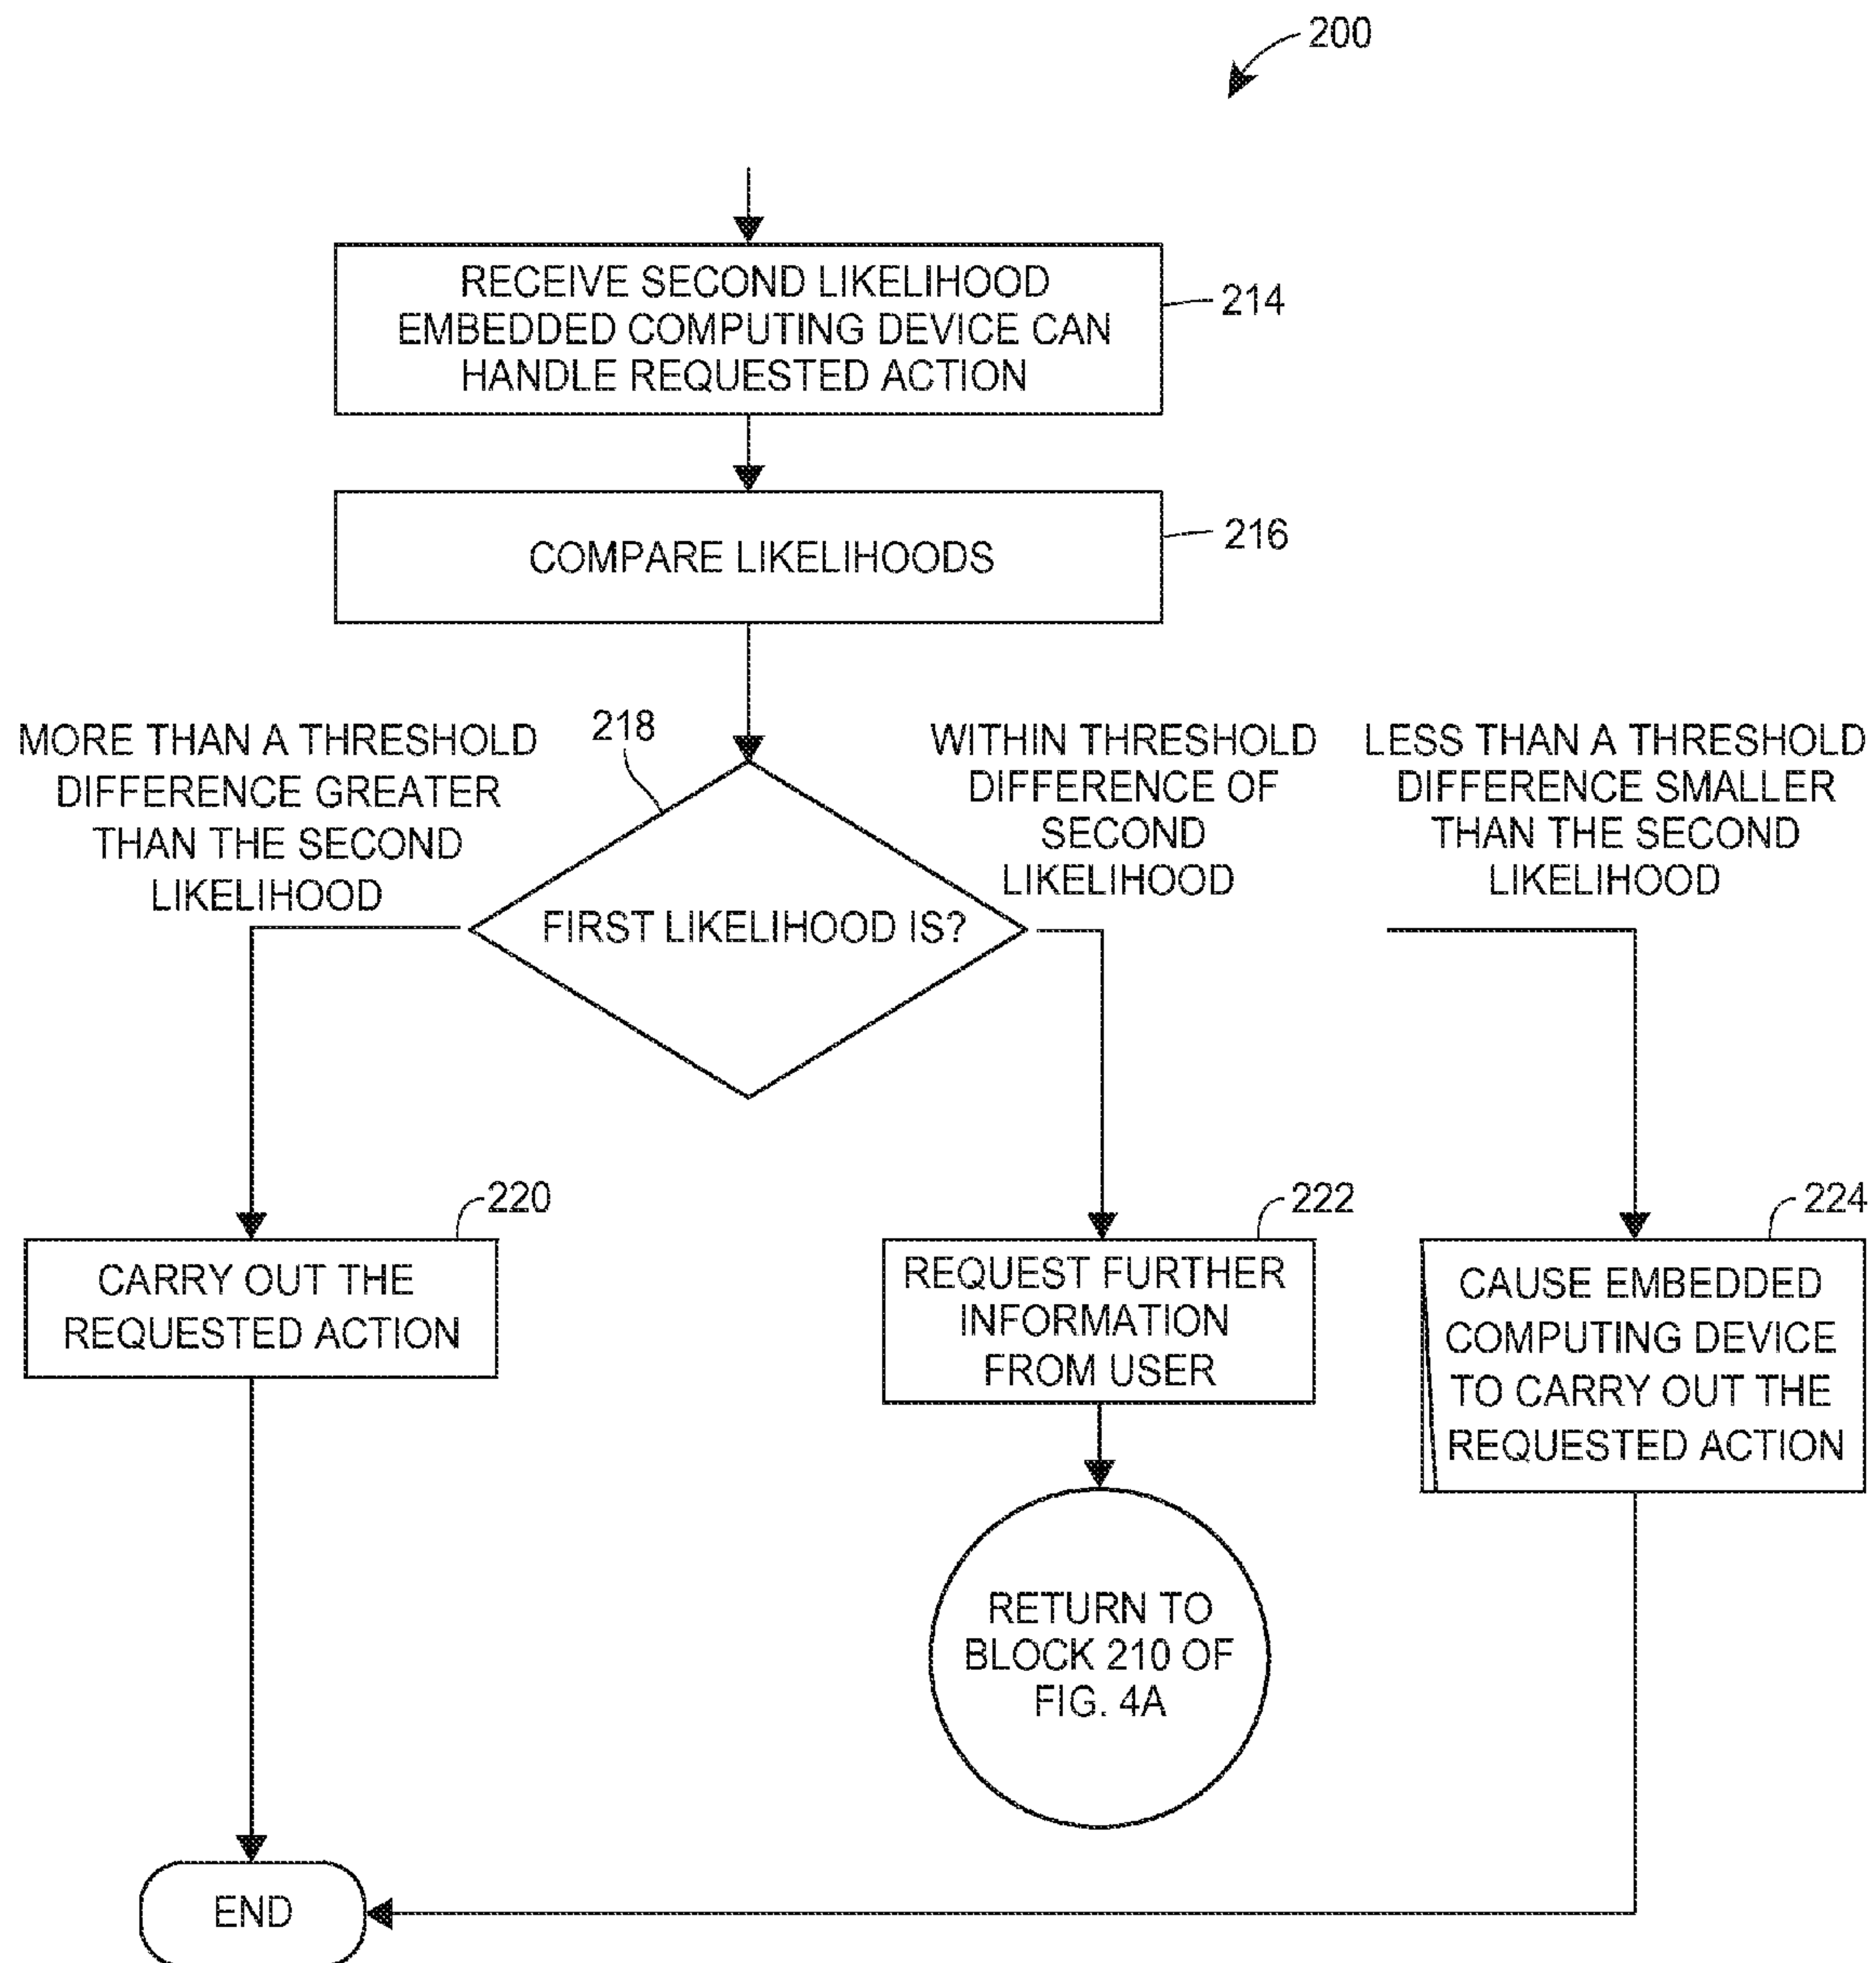 200
RECEIVE SECOND LIKELIHOOD
EMBEDDED COMPUTING DEVICE CAN
HANDLE REQUESTED ACTION
214
COMPARE LIKELIHOODS
216
MORE THAN A THRESHOLD
DIFFERENCE GREATER
THAN THE SECOND
LIKELIHOOD
218
WITHIN THRESHOLD
DIFFERENCE OF
SECOND
LIKELIHOOD
LESS THAN A THRESHOLD
DIFFERENCE SMALLER
THAN THE SECOND
LIKELIHOOD
FIRST LIKELIHOOD IS?
220
CARRY OUT THE
REQUESTED ACTION
222
REQUEST FURTHER
INFORMATION
FROM USER
224
CAUSE EMBEDDED
COMPUTING DEVICE
TO CARRY OUT THE
REQUESTED ACTION
RETURN TO
BLOCK 210 OF
FIG. 4A
END